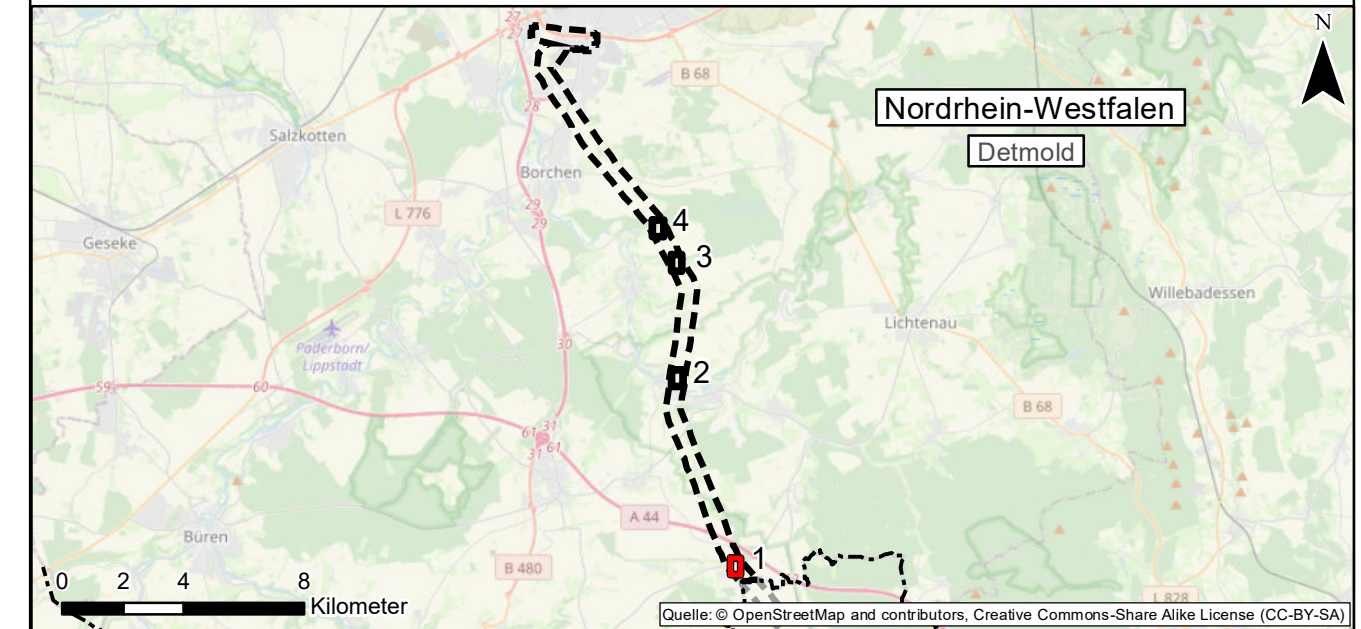 27
27
N
B 68
Nordrhein-Westfalen
28
Salzkotten
Detmold
Borchen
29
29
L 776
4
Geseke
3
Willebadessen
Lichtenau
Paderborn/
Lippstadt
30
2
59
60
B 68
61 31
31 61
A 44
Büren
1
B 480
0 2 4 8
Kilometer
L 828
Quelle: © OpenStreetMap and contributors, Creative Commons-Share Alike License (CC-BY-SA)